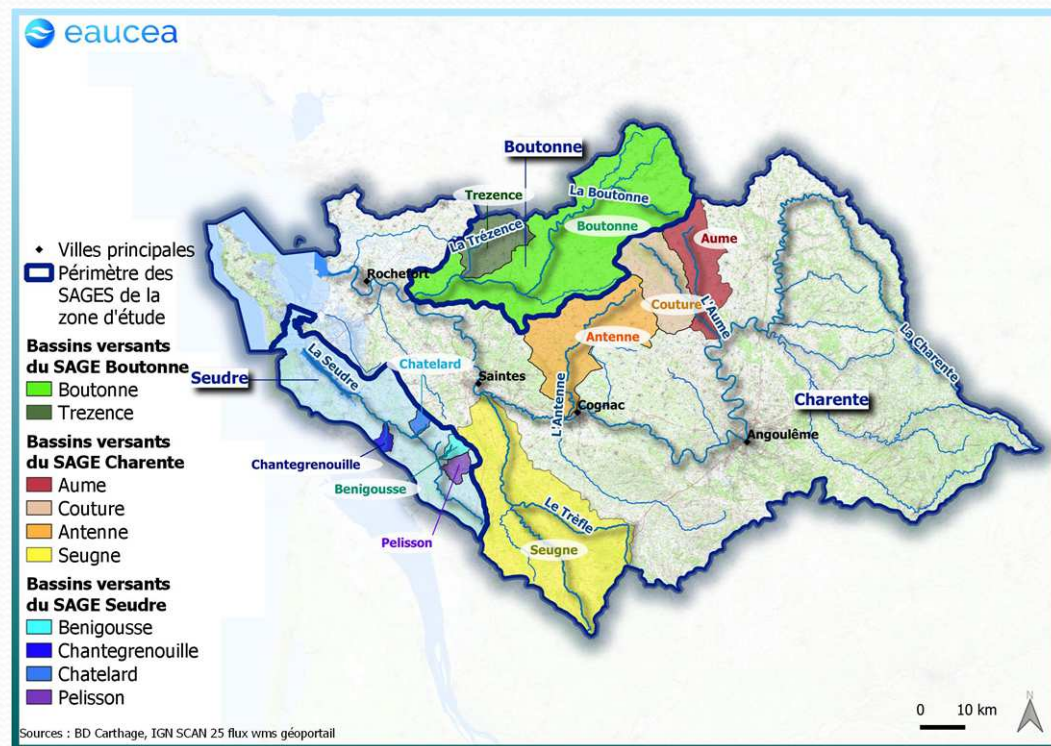 eaucea
Villes principales
Périmètre des
SAGES de la
zone d'étude
Bassins versants
du SAGE Boutonne
Boutonne
Trezence
Bassins versants
du SAGE Charente
Aume
Couture
Antenne
Seugne
Bassins versants
du SAGE Seudre
Benigousse
Chantegrenouille
Chatelard
Pelisson
Boutonne
Trezence
La Boutonne
La Trézence
Boutonne
Aume
Rochefort
Couture
L'Aume
La Charente
La Seudre
Antenne
Chatelard
Seudre
Saintes
L'Antenne
Cognac
Charente
Angoulême
Chantegrenouille
Benigousse
Le Trèfle
Pelisson
Seugne
N
0 10 km
Sources : BD Carthage, IGN SCAN 25 flux wms géoportail